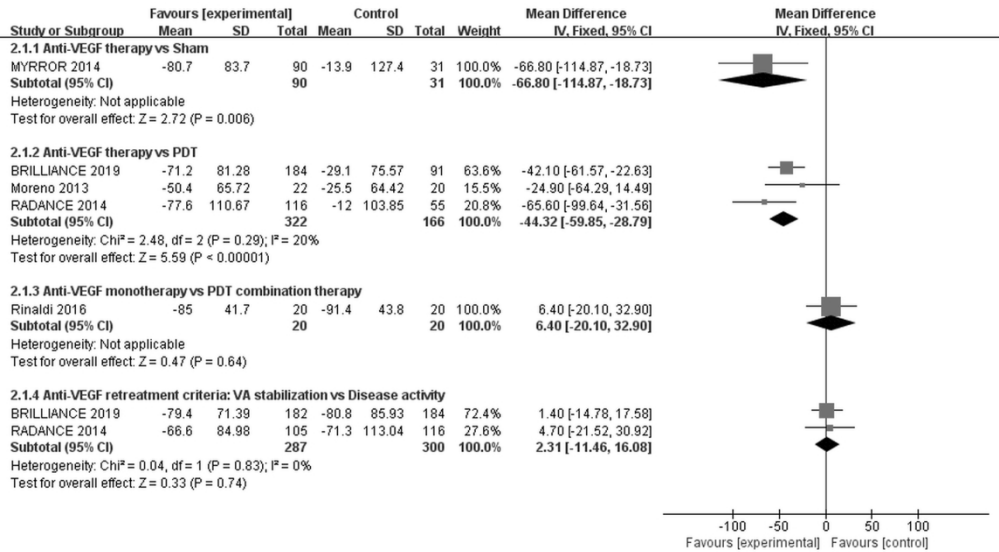 Favours [experimental] Control Mean Difference Mean Difference
Study or Subgroup Mean SD Total Mean SD Total Weight IV, Fixed, 95% CI IV, Fixed, 95% CI
2.1.1 Anti-VEGF therapy vs Sham
MYRROR 2014 -80.7 83.7 90 -13.9 127.4 31 100.0% -66.80 [-114.87, -18.73]
Subtotal (95% CI) 90 31 100.0% -66.80 [-114.87, -18.73]
Heterogeneity: Not applicable
Test for overall effect: Z = 2.72 (P = 0.006)
2.1.2 Anti-VEGF therapy vs PDT
BRILLIANCE 2019 -71.2 81.28 184 -29.1 75.57 91 63.6% -42.10 [-61.57, -22.63]
Moreno 2013 -50.4 65.72 22 -25.5 64.42 20 15.5% -24.90 [-64.29, 14.49]
RADANCE 2014 -77.6 110.67 116 -12 103.85 55 20.8% -65.60 [-99.64, -31.56]
Subtotal (95% CI) 322 166 100.0% -44.32 [-59.85, -28.79]
Heterogeneity: Chi² = 2.48, df = 2 (P = 0.29); I² = 20%
Test for overall effect: Z = 5.59 (P < 0.00001)
2.1.3 Anti-VEGF monotherapy vs PDT combination therapy
Rinaldi 2016 -85 41.7 20 -91.4 43.8 20 100.0% 6.40 [-20.10, 32.90]
Subtotal (95% CI) 20 20 100.0% 6.40 [-20.10, 32.90]
Heterogeneity: Not applicable
Test for overall effect: Z = 0.47 (P = 0.64)
2.1.4 Anti-VEGF retreatment criteria: VA stabilization vs Disease activity
BRILLIANCE 2019 -79.4 71.39 182 -80.8 85.93 184 72.4% 1.40 [-14.78, 17.58]
RADANCE 2014 -66.6 84.98 105 -71.3 113.04 116 27.6% 4.70 [-21.52, 30.92]
Subtotal (95% CI) 287 300 100.0% 2.31 [-11.46, 16.08]
Heterogeneity: Chi² = 0.04, df = 1 (P = 0.83); I² = 0%
Test for overall effect: Z = 0.33 (P = 0.74)
-100 -50 0 50 100
Favours [experimental] Favours [control]